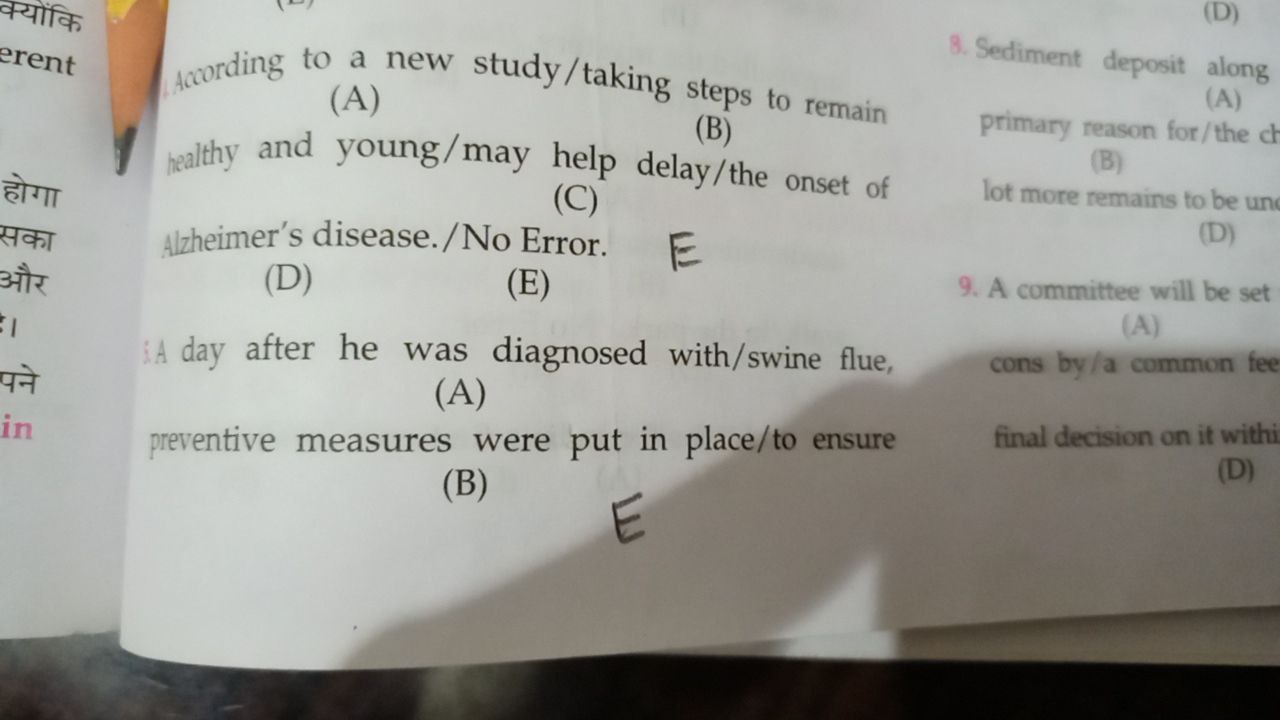 क्योंकि
erent
होगा
सका
और
पने
in
According to a new study/taking steps to remain
(A) (B)
healthy and young/may help delay/the onset of
(C)
Alzheimer's disease./No Error. E
(D) (E)
5. A day after he was diagnosed with/swine flue,
(A)
preventive measures were put in place/to ensure
(B)
E
(D)
8. Sediment deposit along
(A)
primary reason for/the ch
(B)
lot more remains to be und
(D)
9. A committee will be set
(A)
cons by/a common fee
final decision on it withi
(D)